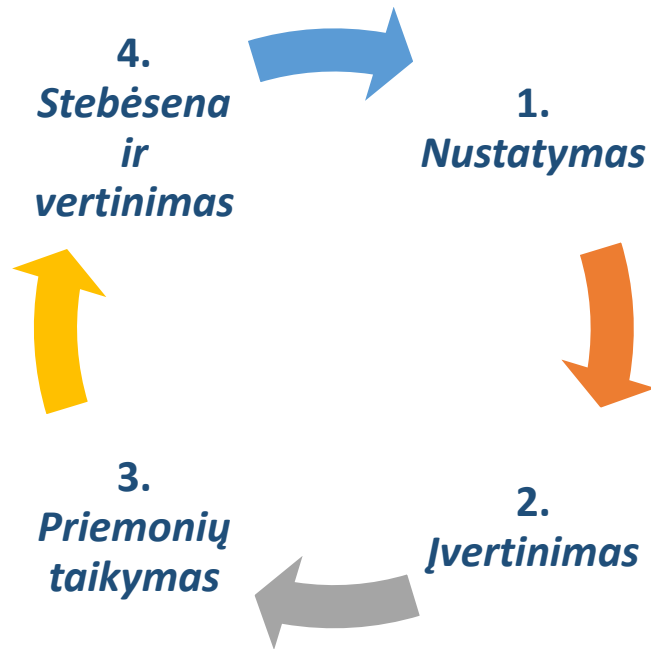 1.
Nustatymas
2.
Įvertinimas
3.
Priemonių
taikymas
4.
Stebėsena
ir
vertinimas